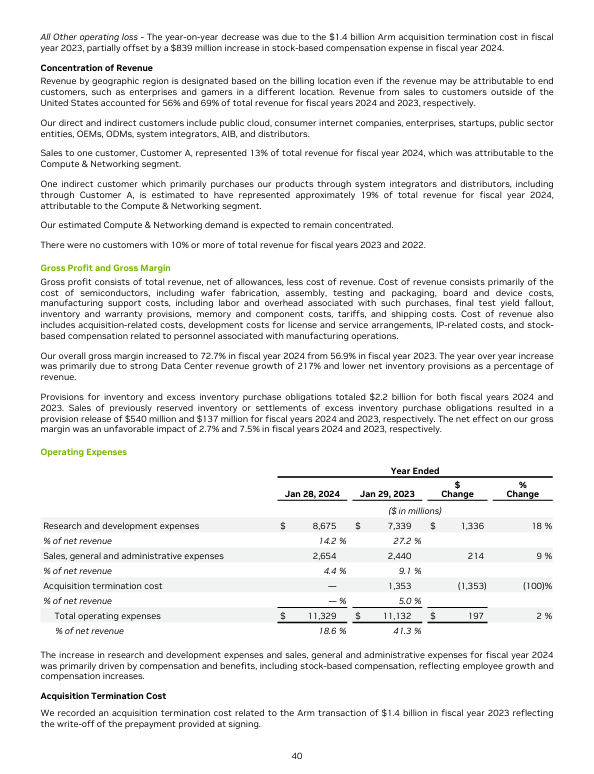 All Other operating loss - The year-on-year decrease was due to the $1.4 billion Arm acquisition termination cost in fiscal
year 2023, partially offset by a $839 million increase in stock-based compensation expense in fiscal year 2024.
Concentration of Revenue
Revenue by geographic region is designated based on the billing location even if the revenue may be attributable to end
customers, such as enterprises and gamers in a different location. Revenue from sales to customers outside of the
United States accounted for 56% and 69% of total revenue for fiscal years 2024 and 2023, respectively.
Our direct and indirect customers include public cloud, consumer internet companies, enterprises, startups, public sector
entities, OEMs, ODMs, system integrators, AIB, and distributors.
Sales to one customer, Customer A, represented 13% of total revenue for fiscal year 2024, which was attributable to the
Compute & Networking segment.
One indirect customer which primarily purchases our products through system integrators and distributors, including
through Customer A, is estimated to have represented approximately 19% of total revenue for fiscal year 2024,
attributable to the Compute & Networking segment.
Our estimated Compute & Networking demand is expected to remain concentrated.
There were no customers with 10% or more of total revenue for fiscal years 2023 and 2022.
Gross Profit and Gross Margin
Gross profit consists of total revenue, net of allowances, less cost of revenue. Cost of revenue consists primarily of the
cost of semiconductors, including wafer fabrication, assembly, testing and packaging, board and device costs,
manufacturing support costs, including labor and overhead associated with such purchases, final test yield fallout,
inventory and warranty provisions, memory and component costs, tariffs, and shipping costs. Cost of revenue also
includes acquisition-related costs, development costs for license and service arrangements, IP-related costs, and stock-
based compensation related to personnel associated with manufacturing operations.
Our overall gross margin increased to 72.7% in fiscal year 2024 from 56.9% in fiscal year 2023. The year over year increase
was primarily due to strong Data Center revenue growth of 217% and lower net inventory provisions as a percentage of
revenue.
Provisions for inventory and excess inventory purchase obligations totaled $2.2 billion for both fiscal years 2024 and
2023. Sales of previously reserved inventory or settlements of excess inventory purchase obligations resulted in a
provision release of $540 million and $137 million for fiscal years 2024 and 2023, respectively. The net effect on our gross
margin was an unfavorable impact of 2.7% and 7.5% in fiscal years 2024 and 2023, respectively.
Operating Expenses
Year Ended
Jan 28, 2024 Jan 29, 2023 $ Change % Change
($ in millions)
Research and development expenses $ 8,675 $ 7,339 $ 1,336 18 %
% of net revenue 14.2 % 27.2 %
Sales, general and administrative expenses 2,654 2,440 214 9 %
% of net revenue 4.4 % 9.1 %
Acquisition termination cost — 1,353 (1,353) (100)%
% of net revenue — % 5.0 %
Total operating expenses $ 11,329 $ 11,132 $ 197 2 %
% of net revenue 18.6 % 41.3 %
The increase in research and development expenses and sales, general and administrative expenses for fiscal year 2024
was primarily driven by compensation and benefits, including stock-based compensation, reflecting employee growth and
compensation increases.
Acquisition Termination Cost
We recorded an acquisition termination cost related to the Arm transaction of $1.4 billion in fiscal year 2023 reflecting
the write-off of the prepayment provided at signing.
40